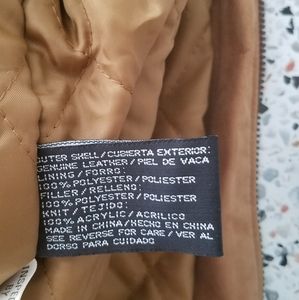 OUTER SHELL/CUBIERTA EXTERIOR:
GENUINE LEATHER/PIEL DE VACA
LINING/FORRO:
100% POLYESTER/POLIESTER
FILLER/RELLENO:
100% POLYESTER/POLIESTER
KNIT/TEJIDO:
100% ACRYLIC/ACRILICO
MADE IN CHINA/HECHO EN CHINA
SEE REVERSE FOR CARE/VER AL
DORSO PARA CUIDADO